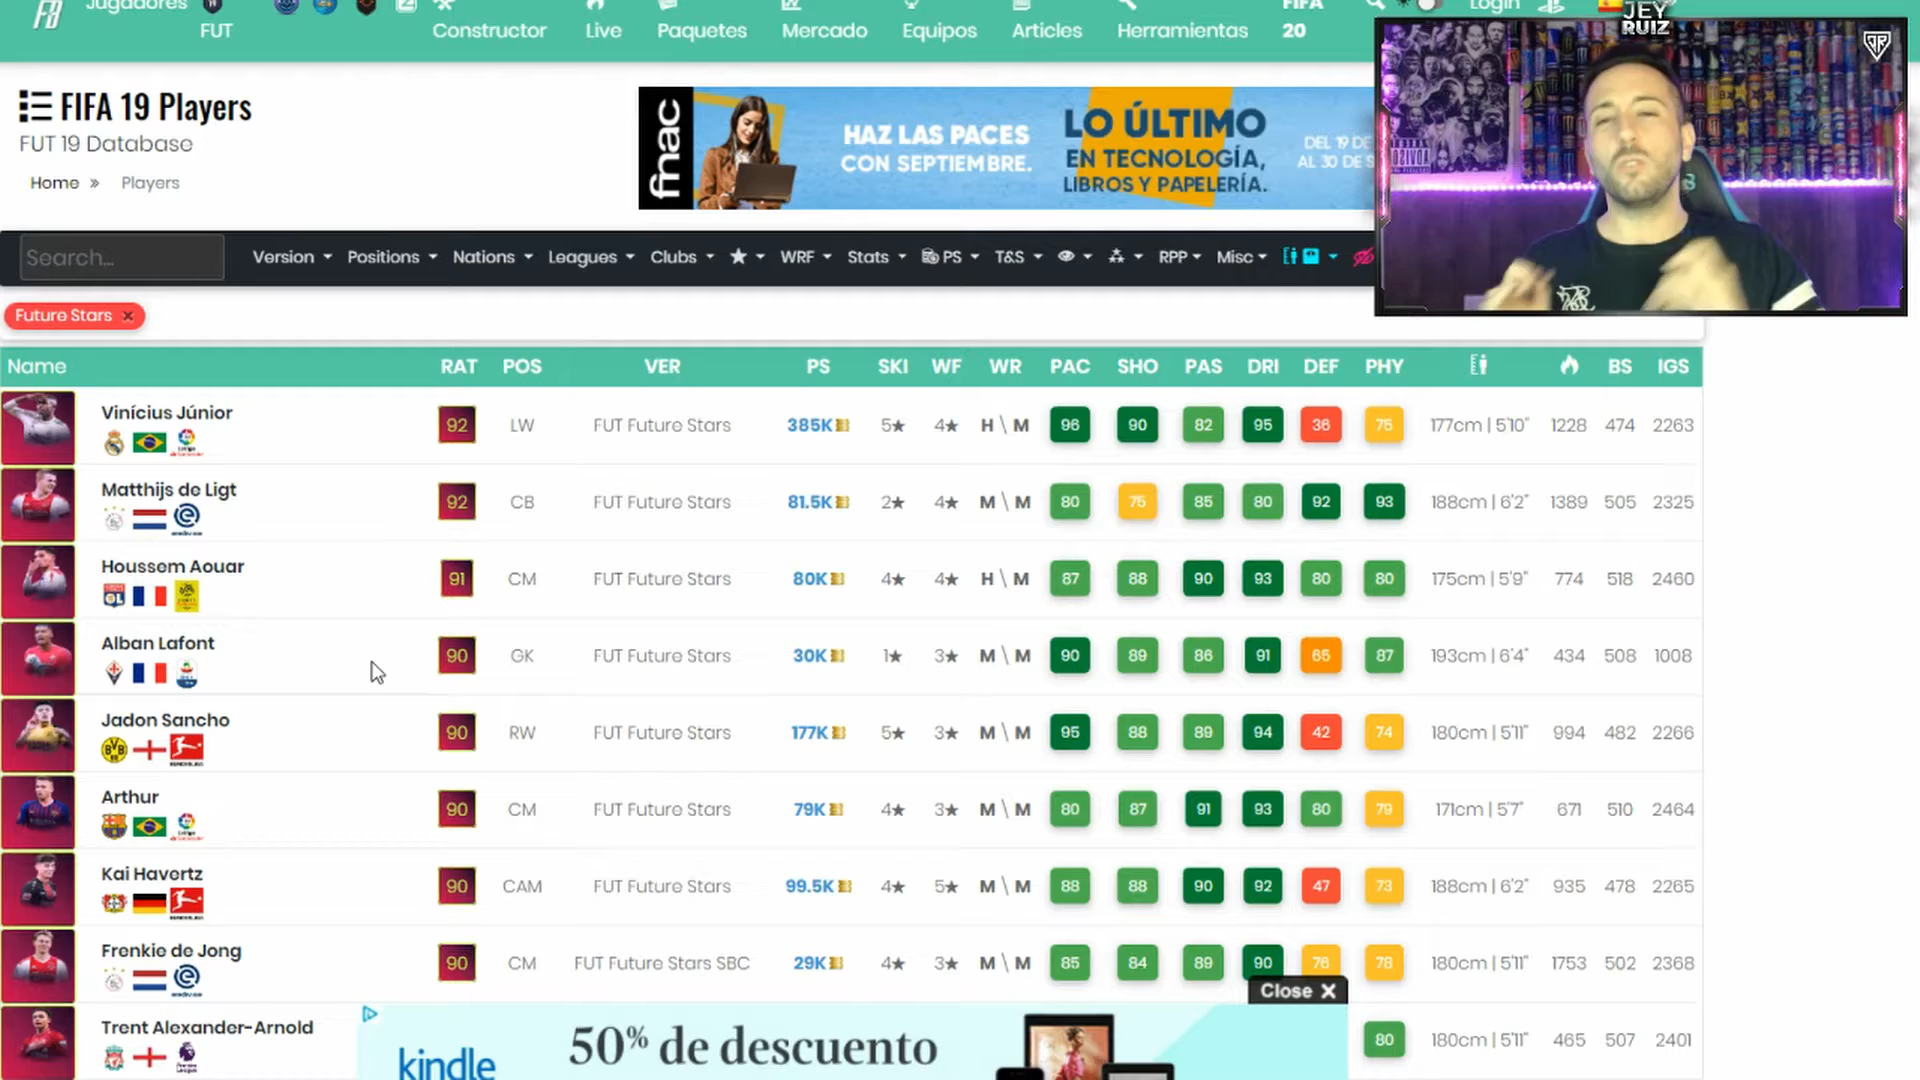 Jugadores
FUT
Constructor
Live
Paquetes
Mercado
Equipos
Articles
Herramientas
FIFA
20
Login
JEY
RUIZ
FIFA 19 Players
FUT 19 Database
Home » Players
fnac
HAZ LAS PACES
CON SEPTIEMBRE.
LO ÚLTIMO
EN TECNOLOGÍA,
LIBROS Y PAPELERÍA.
DEL 19 DE
AL 30 DE S
Search...
Version Positions Nations Leagues Clubs WRF Stats PS T&S RPP Misc
Future Stars ×
Name RAT POS VER PS SKI WF WR PAC SHO PAS DRI DEF PHY BS IGS
Vinícius Júnior 92 LW FUT Future Stars 385K 5★ 4★ H \ M 96 90 82 95 36 75 177cm | 5'10" 1228 474 2263
Matthijs de Ligt 92 CB FUT Future Stars 81.5K 2★ 4★ M \ M 80 75 85 80 92 93 188cm | 6'2" 1389 505 2325
Houssem Aouar 91 CM FUT Future Stars 80K 4★ 4★ H \ M 87 88 90 93 80 80 175cm | 5'9" 774 518 2460
Alban Lafont 90 GK FUT Future Stars 30K 1★ 3★ M \ M 90 89 86 91 65 87 193cm | 6'4" 434 508 1008
Jadon Sancho 90 RW FUT Future Stars 177K 5★ 3★ M \ M 95 88 89 94 42 74 180cm | 5'11" 994 482 2266
Arthur 90 CM FUT Future Stars 79K 4★ 3★ M \ M 80 87 91 93 80 79 171cm | 5'7" 671 510 2464
Kai Havertz 90 CAM FUT Future Stars 99.5K 4★ 5★ M \ M 88 88 90 92 47 73 188cm | 6'2" 935 478 2265
Frenkie de Jong 90 CM FUT Future Stars SBC 29K 4★ 3★ M \ M 85 84 89 90 76 78 180cm | 5'11" 1753 502 2368
Close ×
Trent Alexander-Arnold 80 180cm | 5'11" 465 507 2401
kindle
50% de descuento